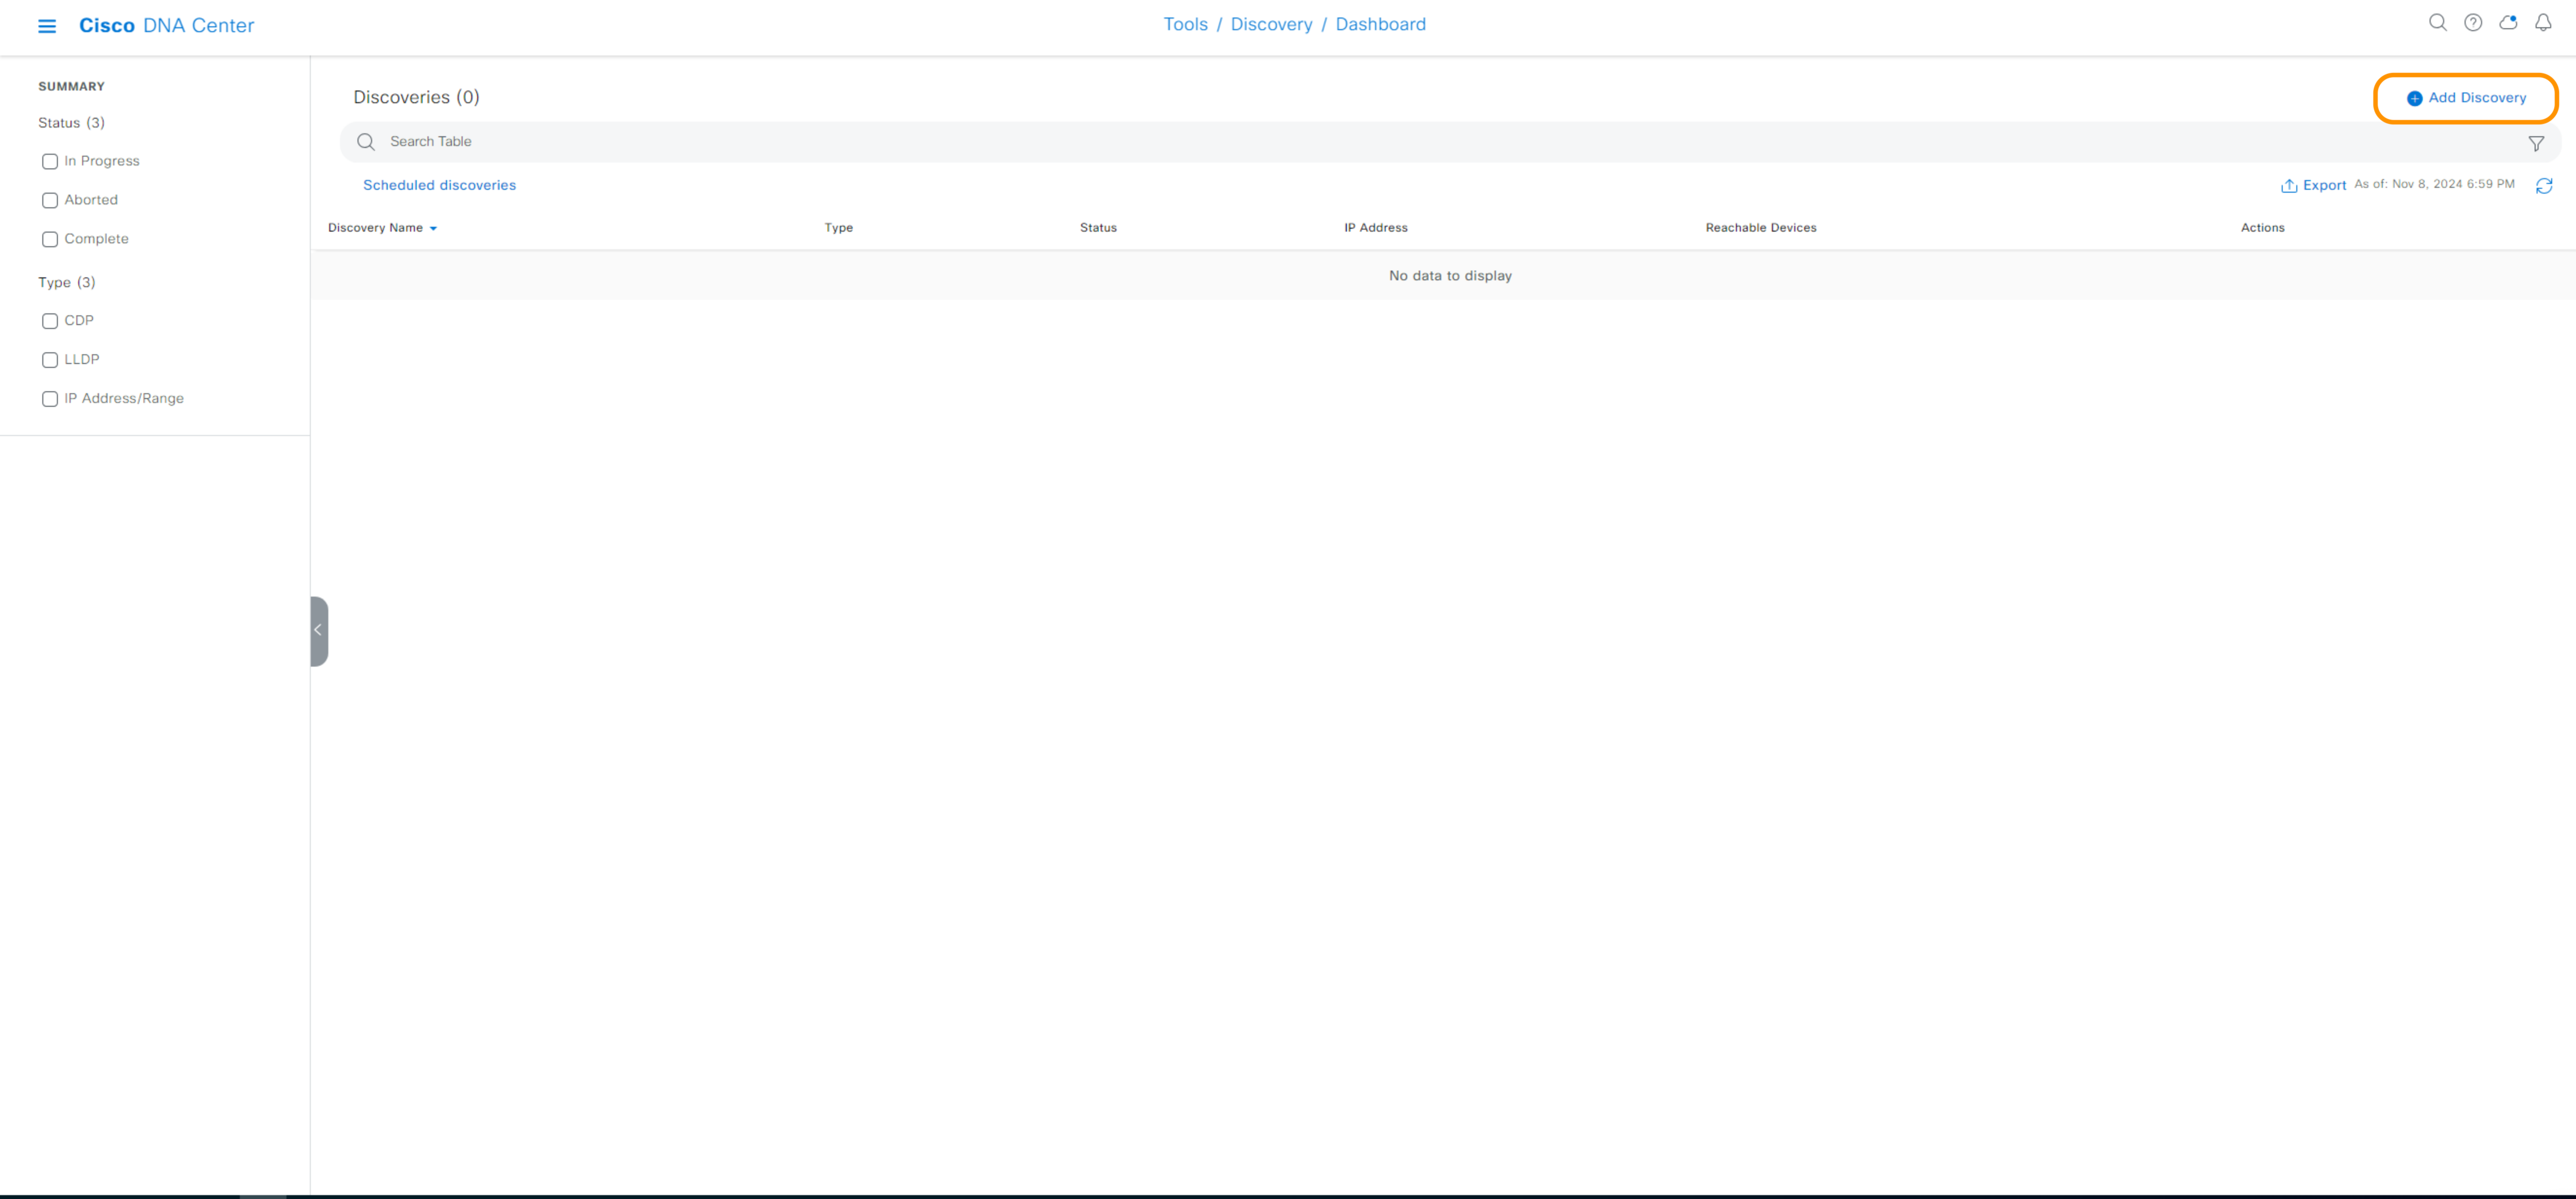 Cisco DNA Center
Tools / Discovery / Dashboard
SUMMARY
Status (3)
In Progress
Aborted
Complete
Type (3)
CDP
LLDP
IP Address/Range
Discoveries (0)
Add Discovery
Search Table
Scheduled discoveries
Export As of: Nov 8, 2024 6:59 PM
Discovery Name Type Status IP Address Reachable Devices Actions
No data to display